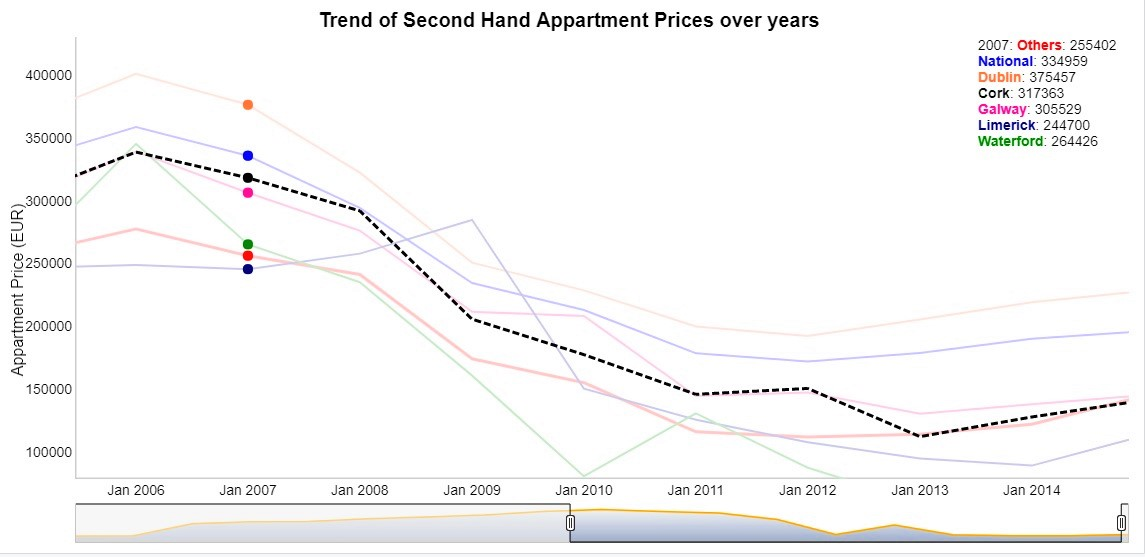 Trend of Second Hand Appartment Prices over years
2007: Others: 255402
National: 334959
Dublin: 375457
Cork: 317363
Galway: 305529
Limerick: 244700
Waterford: 264426
Appartment Price (EUR)
400000
350000
300000
250000
200000
150000
100000
Jan 2006 Jan 2007 Jan 2008 Jan 2009 Jan 2010 Jan 2011 Jan 2012 Jan 2013 Jan 2014